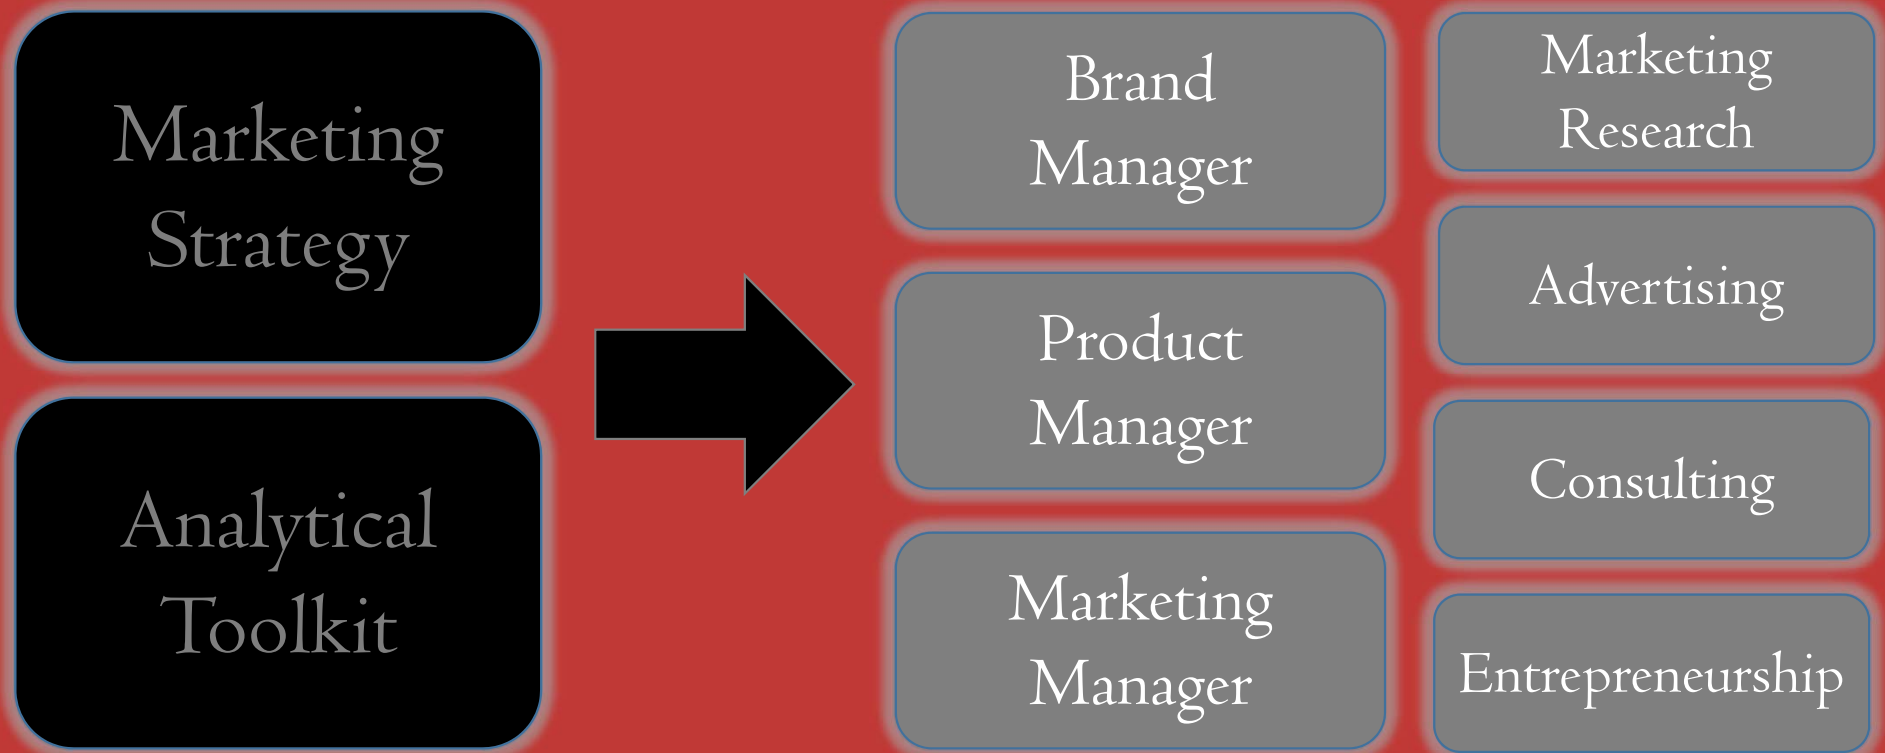 Marketing
Strategy
Analytical
Toolkit
Brand
Manager
Product
Manager
Marketing
Manager
Marketing
Research
Advertising
Consulting
Entrepreneurship